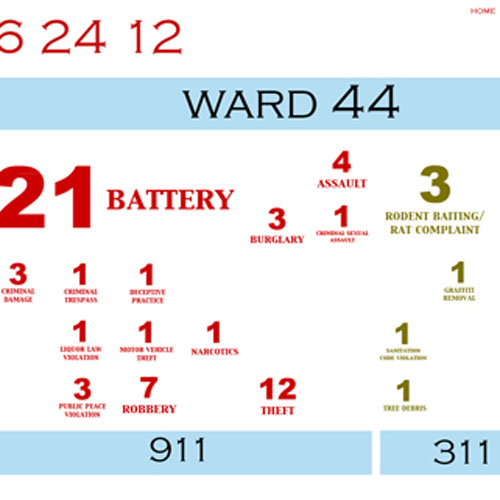 HOME
6 24 12
WARD 44
21 BATTERY
4
ASSAULT
3
BURGLARY
1
CRIMINAL SEXUAL
ASSAULT
3
RODENT BAITING/
RAT COMPLAINT
3
CRIMINAL
DAMAGE
1
CRIMINAL
TRESPASS
1
DECEPTIVE
PRACTICE
1
GRAFFITI
REMOVAL
1
LIQUOR LAW
VIOLATION
1
MOTOR VEHICLE
THEFT
1
NARCOTICS
1
SANITATION
CODE VIOLATION
3
PUBLIC PEACE
VIOLATION
7
ROBBERY
12
THEFT
1
TREE DEBRIS
911
311